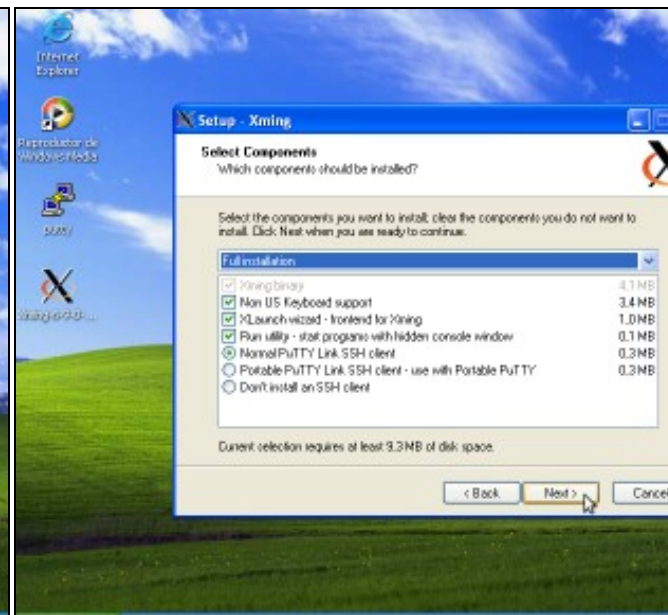 Internet
Explorer
Reproductor de
Windows Media
putty
Setup - Xming
Select Components
Which components should be installed?
Select the components you want to install; clear the components you do not want to
install. Click Next when you are ready to continue.
Full installation
Xming binary 4.1 MB
Non US Keyboard support 3.4 MB
XLaunch wizard - frontend for Xming 1.0 MB
Run utility - start programs with hidden console window 0.1 MB
Normal PuTTY Link SSH client 0.3 MB
Portable PuTTY Link SSH client - use with Portable PuTTY 0.3 MB
Don't install an SSH client
Current selection requires at least 9.3 MB of disk space.
< Back
Next >
Cancel